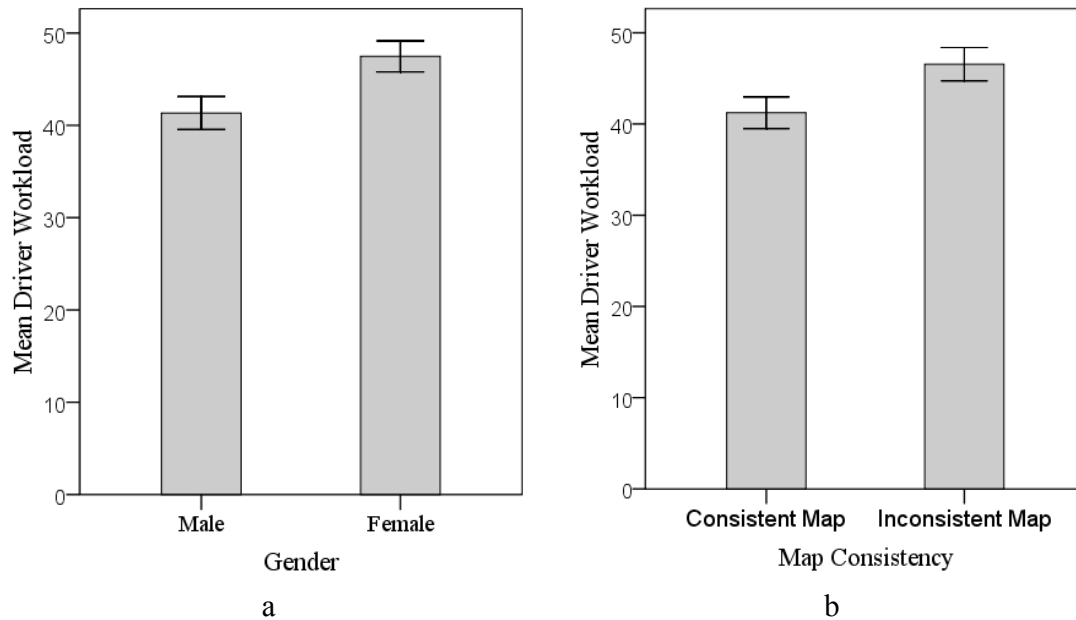 Mean Driver Workload
50
40
30
20
10
0
Male Female
Gender
a
Mean Driver Workload
50
40
30
20
10
0
Consistent Map Inconsistent Map
Map Consistency
b